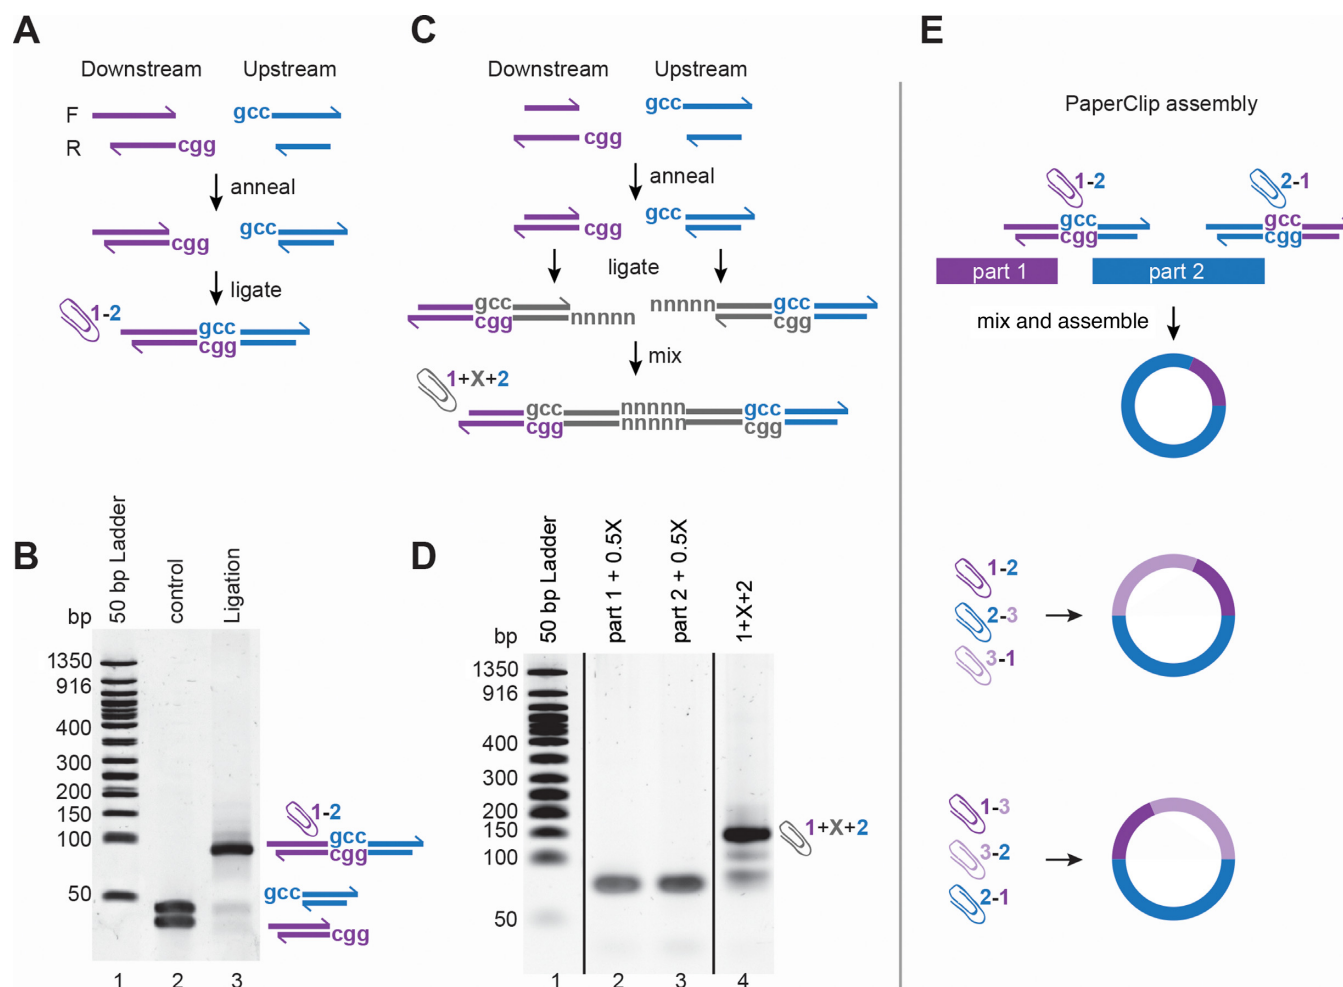 A
Downstream Upstream
F gcc
R cgg
anneal
cgg gcc
ligate
1-2
gcc
cgg
B
bp
50 bp Ladder
control
Ligation
1350
916
400
300
200
150
100
50
1-2
gcc
cgg
gcc
cgg
1 2 3
C
Downstream Upstream
gcc
cgg
anneal
gcc
cgg
ligate
gcc nnnnn gcc
cgg nnnnn cgg
mix
1+X+2
gcc nnnnn gcc
cgg nnnnn cgg
D
bp
50 bp Ladder
part 1 + 0.5X
part 2 + 0.5X
1+X+2
1350
916
400
300
200
150
100
50
1+X+2
1 2 3 4
E
PaperClip assembly
1-2 2-1
gcc gcc
cgg cgg
part 1 part 2
mix and assemble
1-2
2-3
3-1
1-3
3-2
2-1